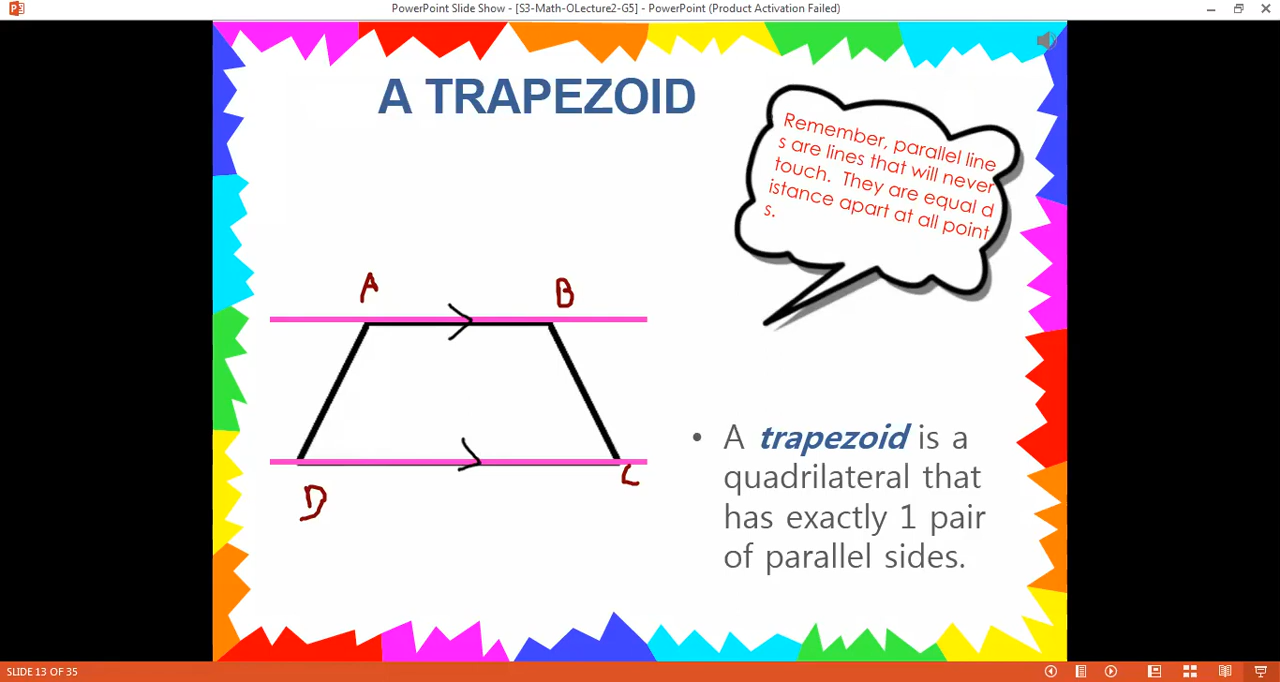 PowerPoint Slide Show - [S3-Math-OLecture2-G5] - PowerPoint (Product Activation Failed)
A TRAPEZOID
Remember, parallel line
s are lines that will never
touch. They are equal d
istance apart at all point
s.
A
B
D
C
• A trapezoid is a
quadrilateral that
has exactly 1 pair
of parallel sides.
SLIDE 13 OF 35